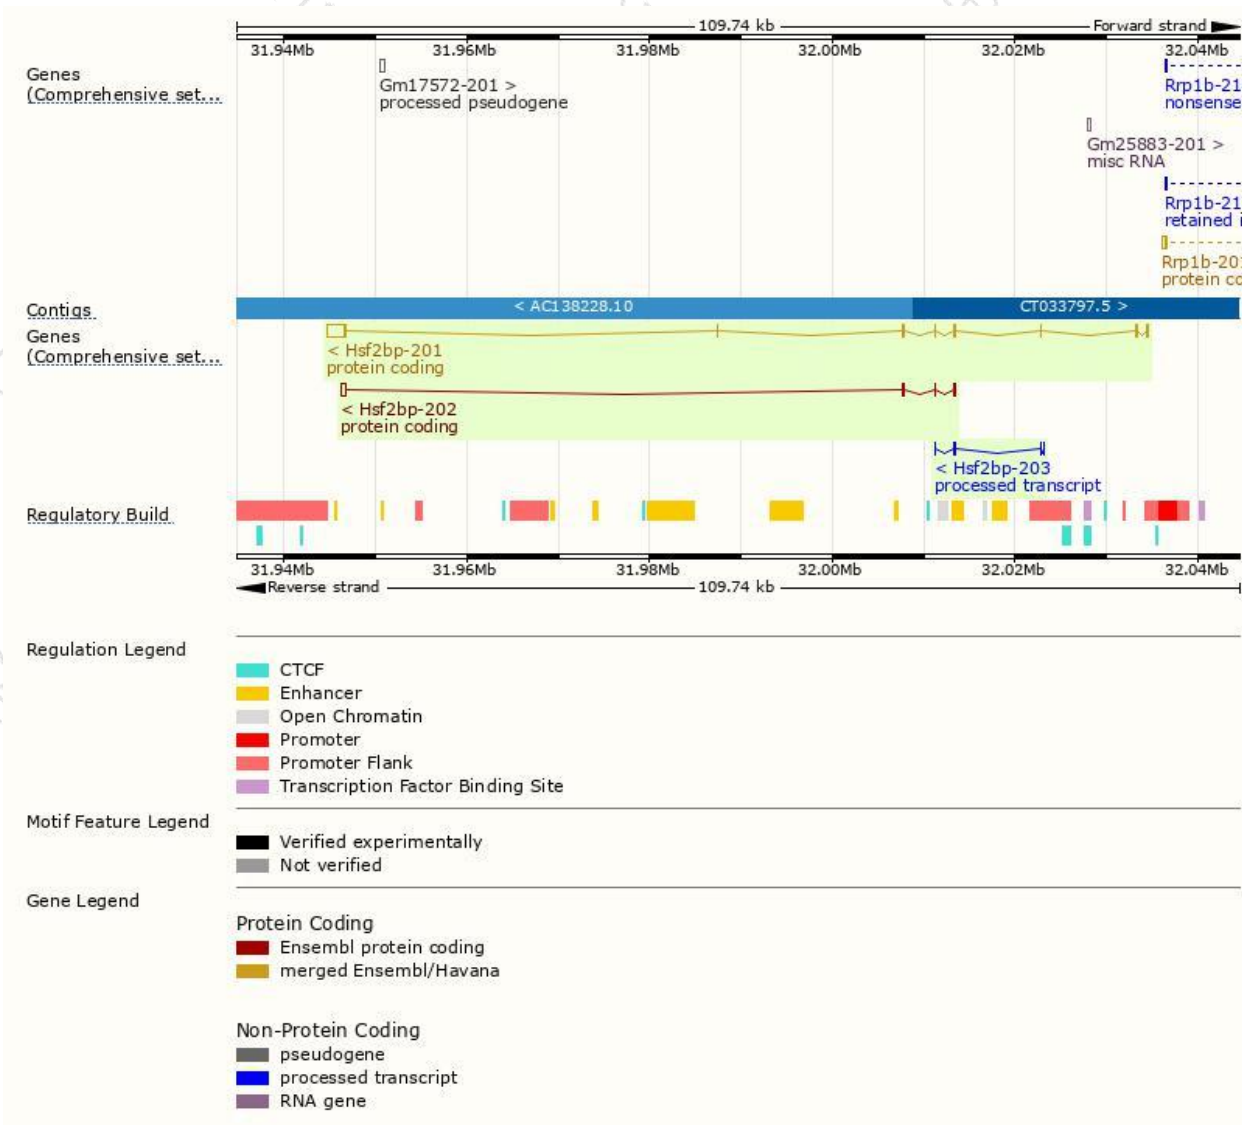 109.74 kb
Forward strand
31.94Mb 31.96Mb 31.98Mb 32.00Mb 32.02Mb 32.04Mb
Genes
(Comprehensive set...
Gm17572-201 >
processed pseudogene
Rrp1b-21
nonsense
Gm25883-201 >
misc RNA
Rrp1b-21
retained i
Rrp1b-20
protein co
Contigs
< AC138228.10
CT033797.5 >
Genes
(Comprehensive set...
< Hsf2bp-201
protein coding
< Hsf2bp-202
protein coding
< Hsf2bp-203
processed transcript
Regulatory Build
31.94Mb 31.96Mb 31.98Mb 32.00Mb 32.02Mb 32.04Mb
Reverse strand
109.74 kb
Regulation Legend
CTCF
Enhancer
Open Chromatin
Promoter
Promoter Flank
Transcription Factor Binding Site
Motif Feature Legend
Verified experimentally
Not verified
Gene Legend
Protein Coding
Ensembl protein coding
merged Ensembl/Havana
Non-Protein Coding
pseudogene
processed transcript
RNA gene